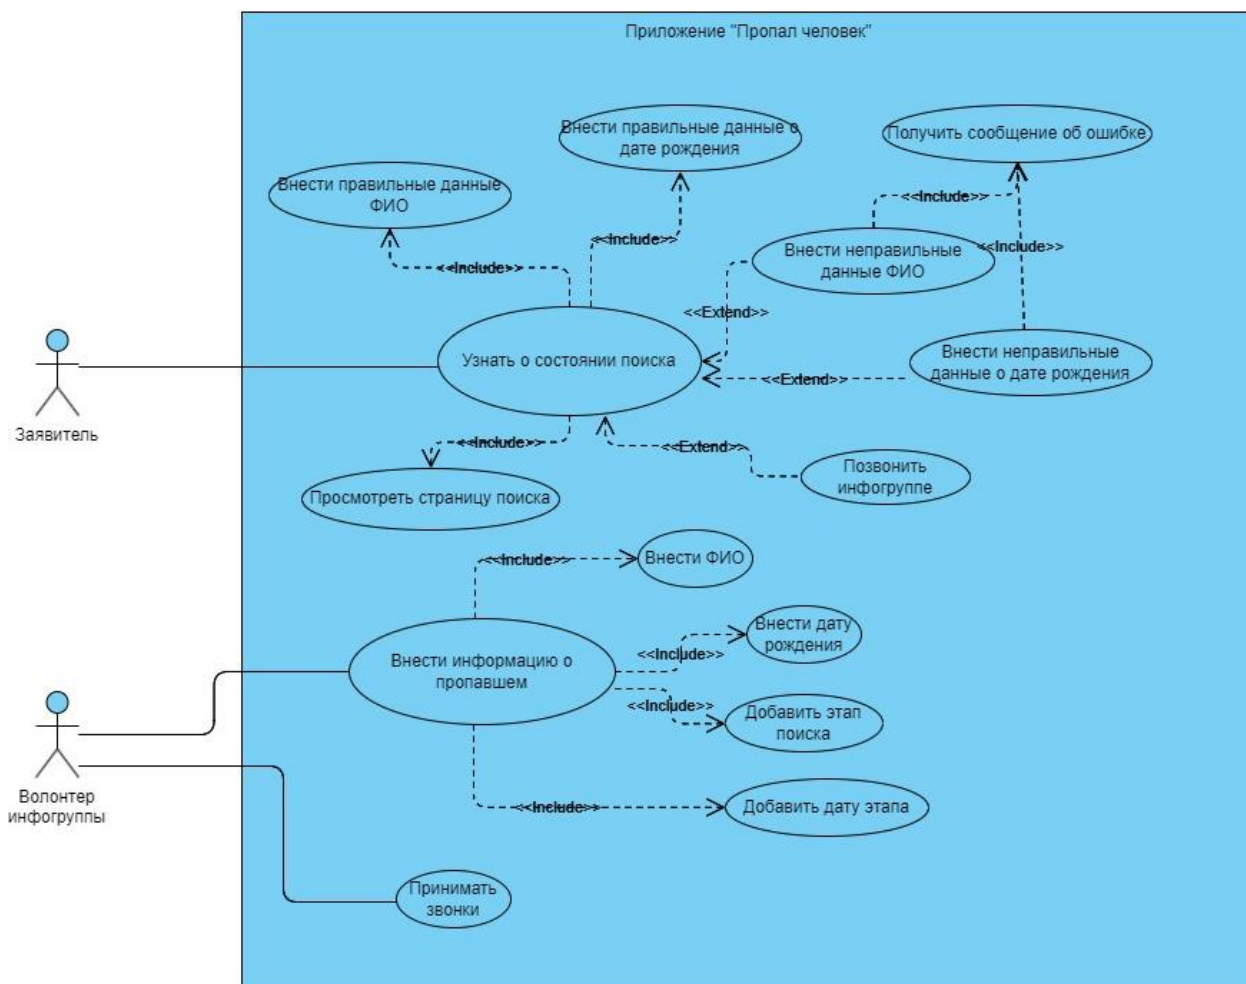 Приложение "Пропал человек"
Внести правильные данные о
дате рождения
Получить сообщение об ошибке
Внести правильные данные
ФИО
<<Include>>
<<Include>>
<<Include>>
<<Include>>
Внести неправильные
данные ФИО
<<Extend>>
Узнать о состоянии поиска
Внести неправильные
данные о дате рождения
<<Extend>>
Заявитель
<<Include>>
<<Extend>>
Позвонить
инфогруппе
Просмотреть страницу поиска
<<Include>>
Внести ФИО
Внести дату
рождения
<<Include>>
Внести информацию о
пропавшем
<<Include>>
Добавить этап
поиска
Волонтер
инфогруппы
<<Include>>
Добавить дату этапа
Принимать
звонки